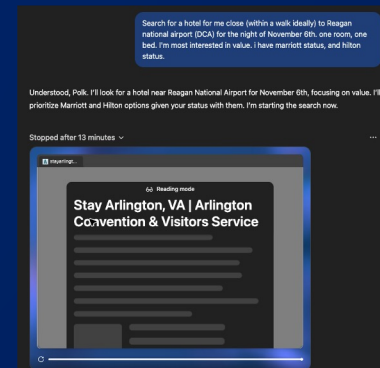 Search for a hotel for me close (within a walk ideally) to Reagan
national airport (DCA) for the night of November 6th. one room, one
bed. I'm most interested in value. i have marriott status, and hilton
status.
Understood, Polk. I'll look for a hotel near Reagan National Airport for November 6th, focusing on value. I'll
prioritize Marriott and Hilton options given your status with them. I'm starting the search now.
Stopped after 13 minutes
stayarlingt...
Reading mode
Stay Arlington, VA | Arlington
Convention & Visitors Service